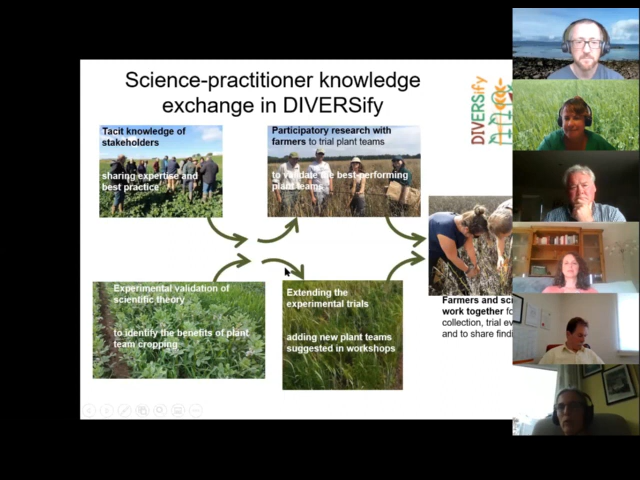 Science-practitioner knowledge
exchange in DIVERSify
DIVERSify
Tacit knowledge of
stakeholders
sharing expertise and
best practice
Participatory research with
farmers to trial plant teams
to validate the best-performing
plant teams
Experimental validation of
scientific theory
to identify the benefits of plant
team cropping
Extending the
experimental trials
adding new plant teams
suggested in workshops
Farmers and sci
work together fo
collection, trial ev
and to share findi